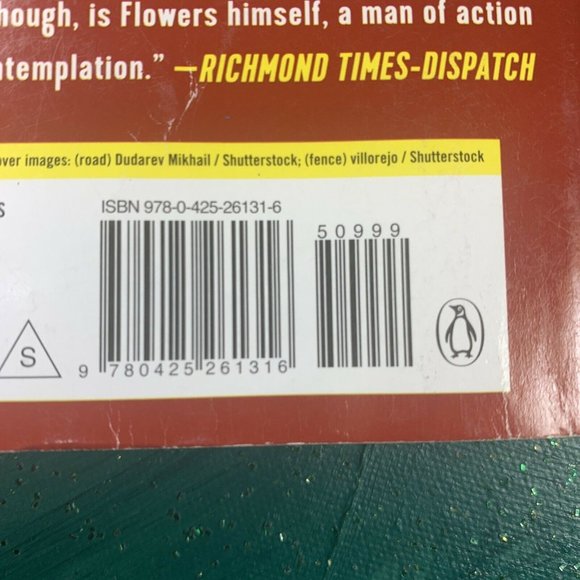 hough, is Flowers himself, a man of action
ntemplation.” —RICHMOND TIMES-DISPATCH
over images: (road) Dudarev Mikhail / Shutterstock; (fence) villorejo / Shutterstock
S
ISBN 978-0-425-26131-6
50999
S
9 780425 261316